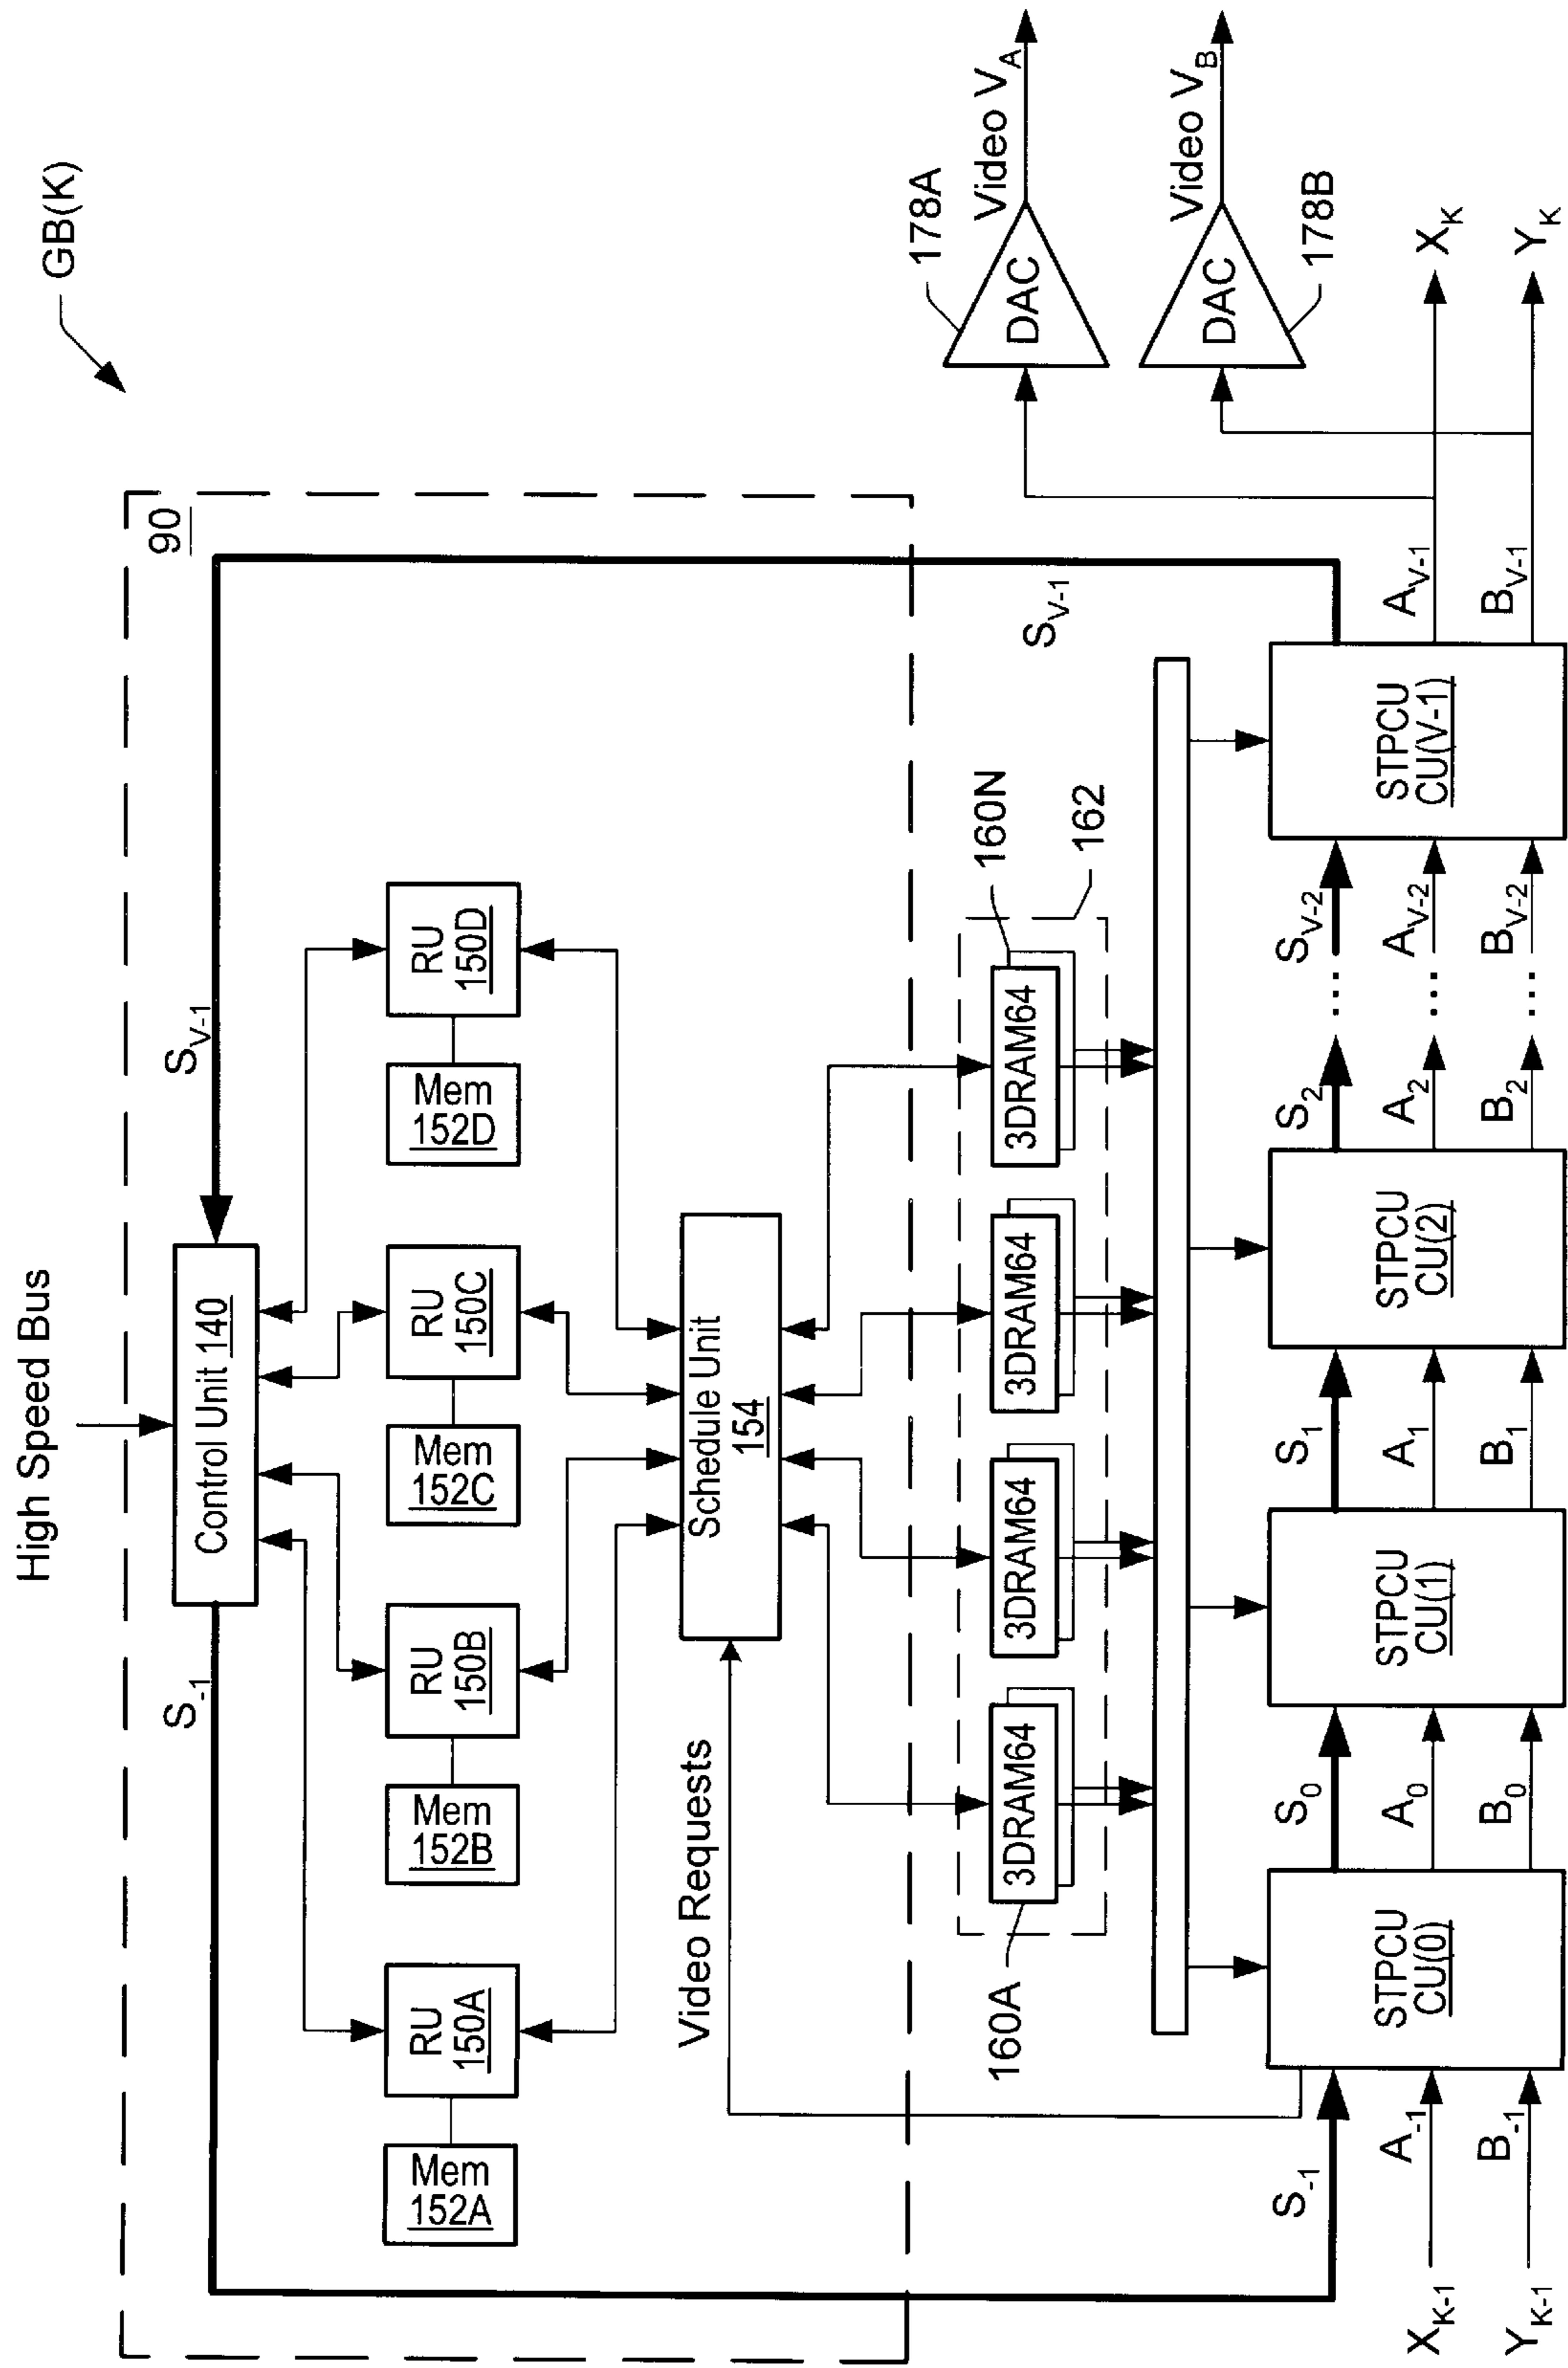 GB(K)
High Speed Bus
90
S-1
Control Unit 140
SV-1
RU
150A
RU
150B
RU
150C
RU
150D
Mem
152A
Mem
152B
Mem
152C
Mem
152D
Video Requests
Schedule Unit
154
SV-1
160A
3DRAM64
3DRAM64
3DRAM64
3DRAM64
160N
162
178A
DAC
Video VA
DAC
Video VB
178B
S-1
A-1
B-1
XK-1
YK-1
STPCU
CU(0)
S0
A0
B0
STPCU
CU(1)
S1
A1
B1
STPCU
CU(2)
S2
A2
B2
...
...
...
SV-2
AV-2
BV-2
STPCU
CU(V-1)
AV-1
BV-1
XK
YK